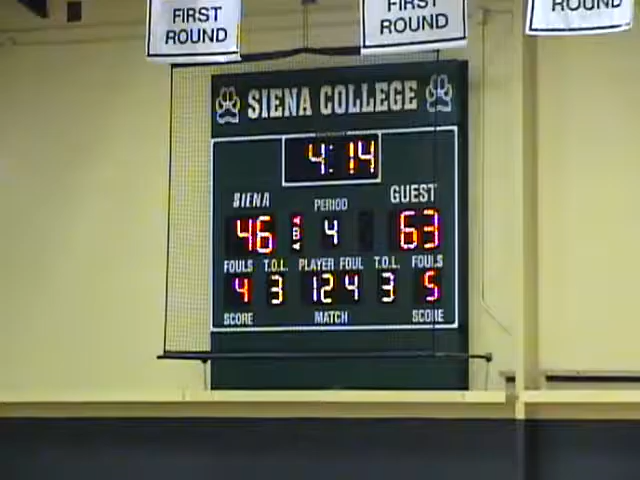 FIRST
ROUND
FIRST
ROUND
ROUND
SIENA COLLEGE
4:14
SIENA PERIOD GUEST
46 4 63
FOULS T.O.L. PLAYER FOUL T.O.L. FOULS
4 3 12 4 3 5
SCORE MATCH SCORE